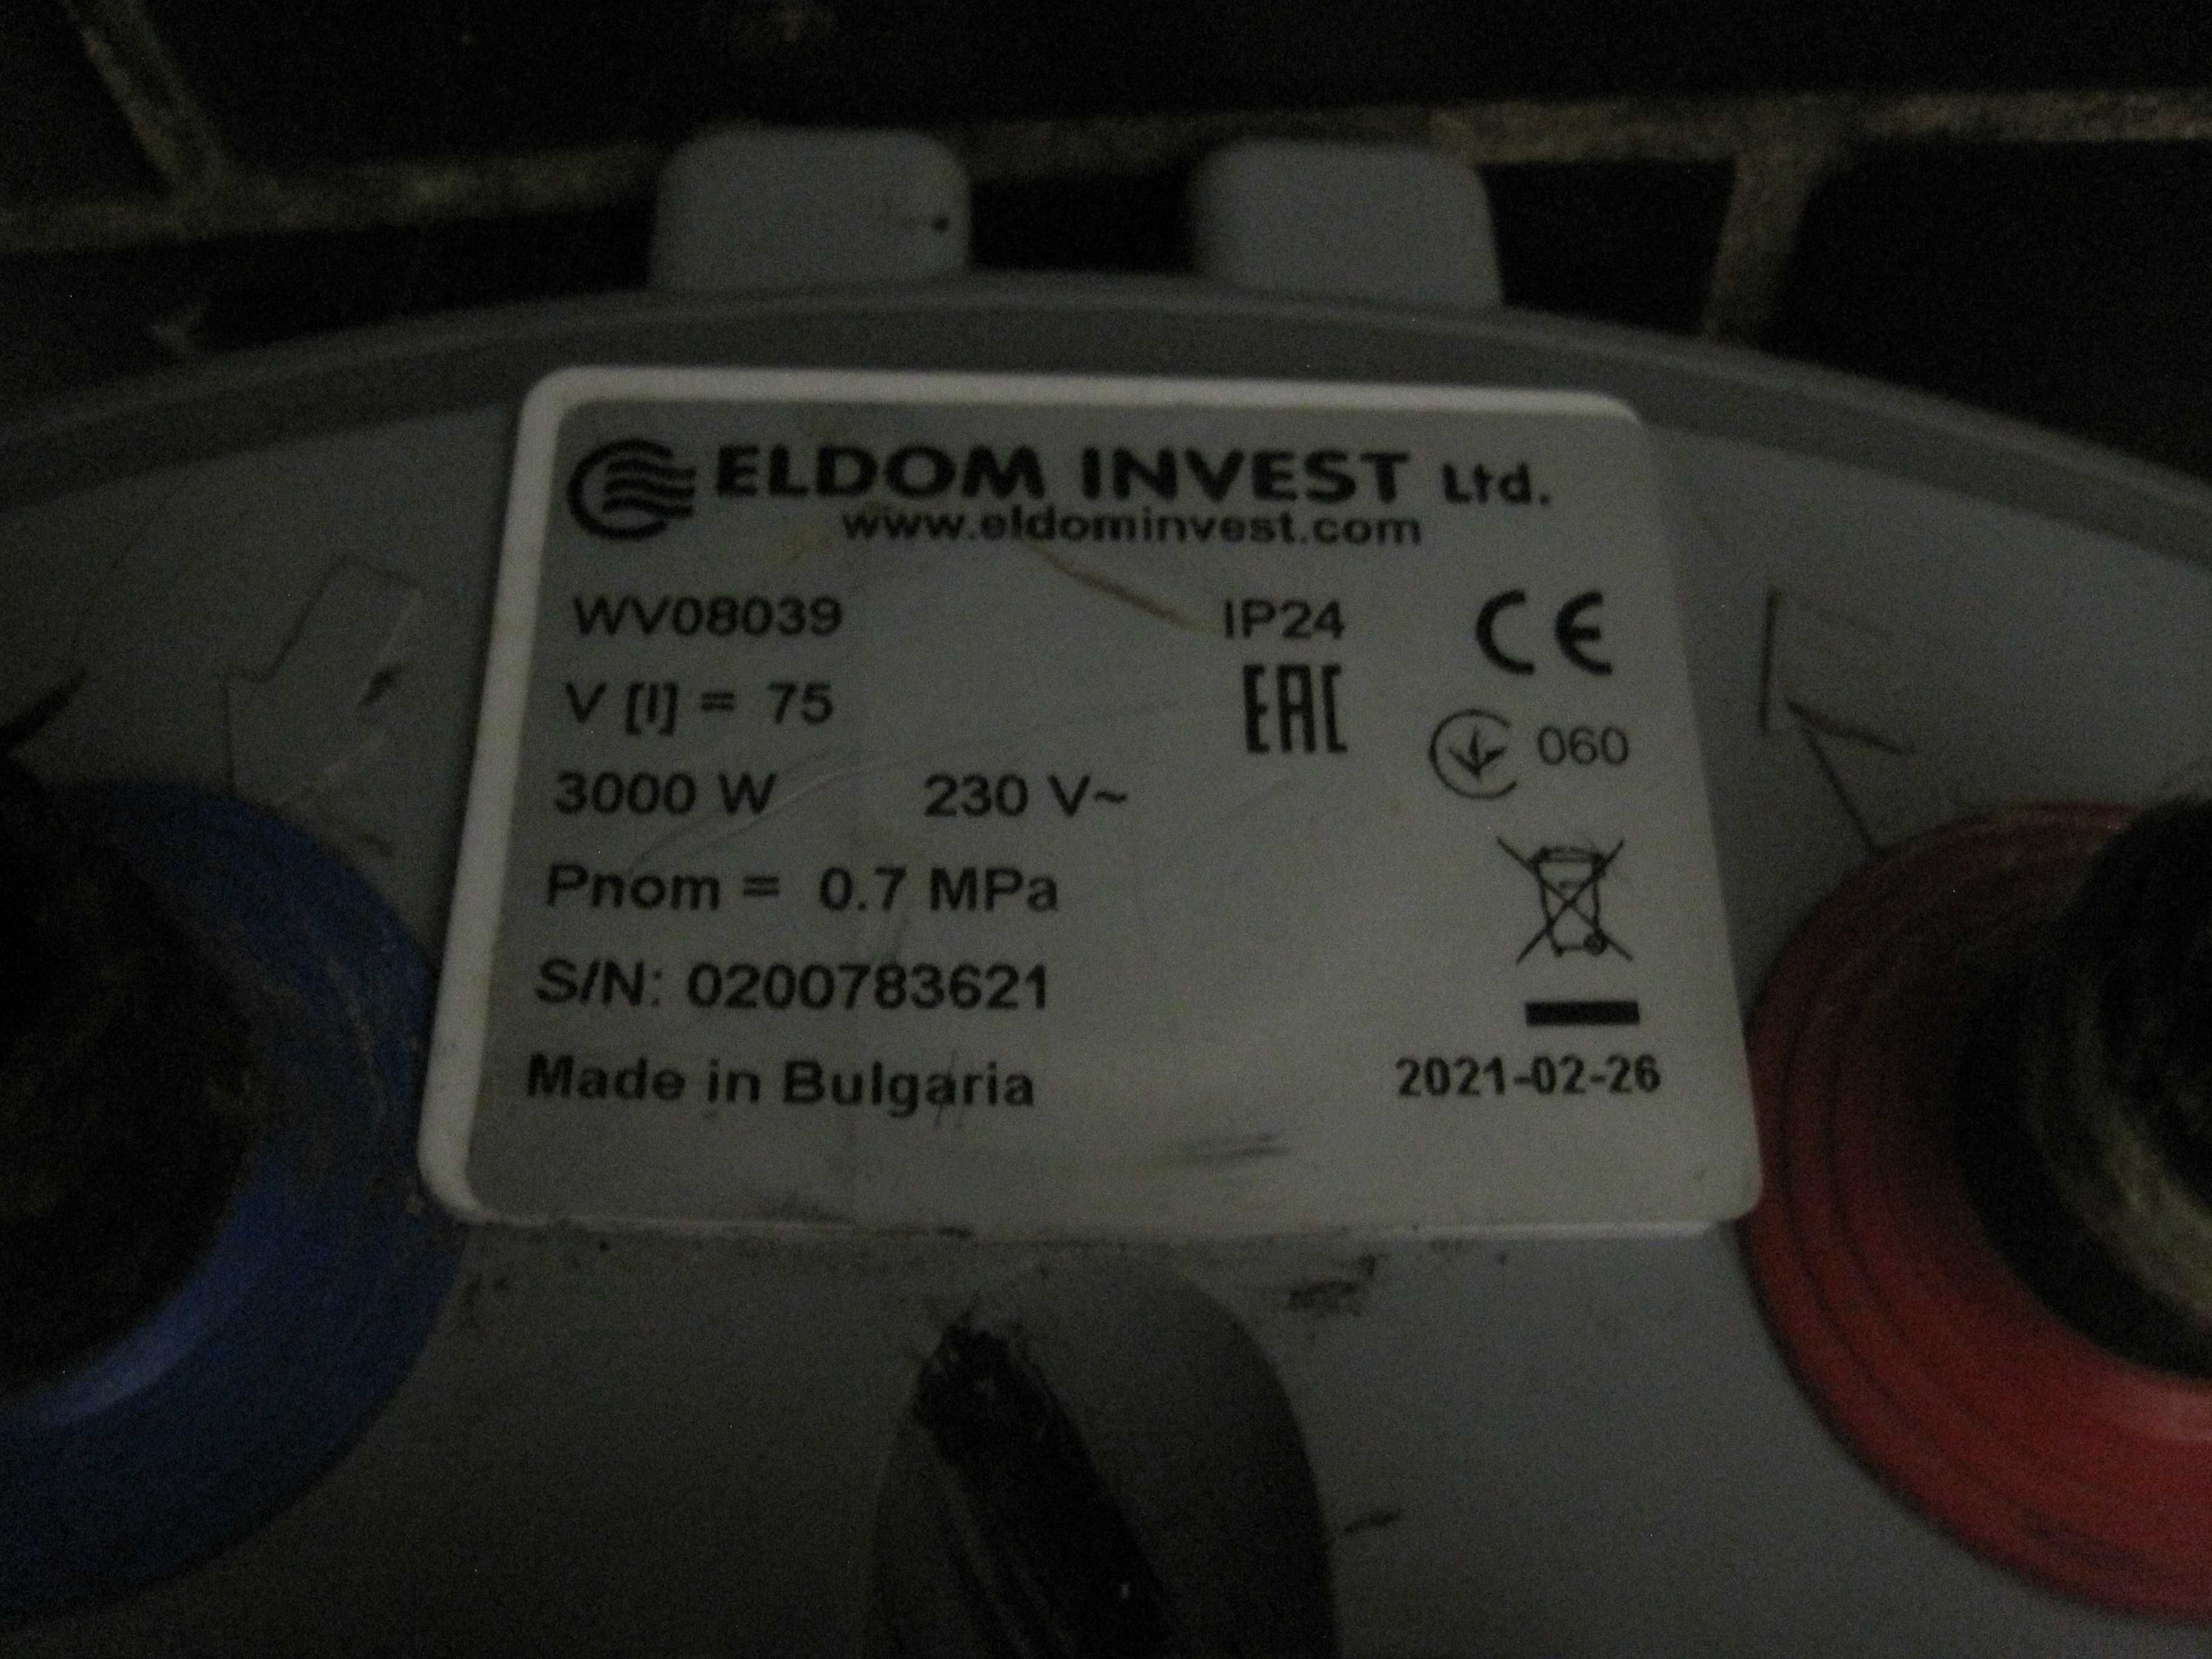 ELDOM INVEST Ltd.
www.eldominvest.com
WV08039 IP24 CE
V [l] = 75 EAC
060
3000 W 230 V~
Pnom = 0.7 MPa
S/N: 0200783621
Made in Bulgaria 2021-02-26